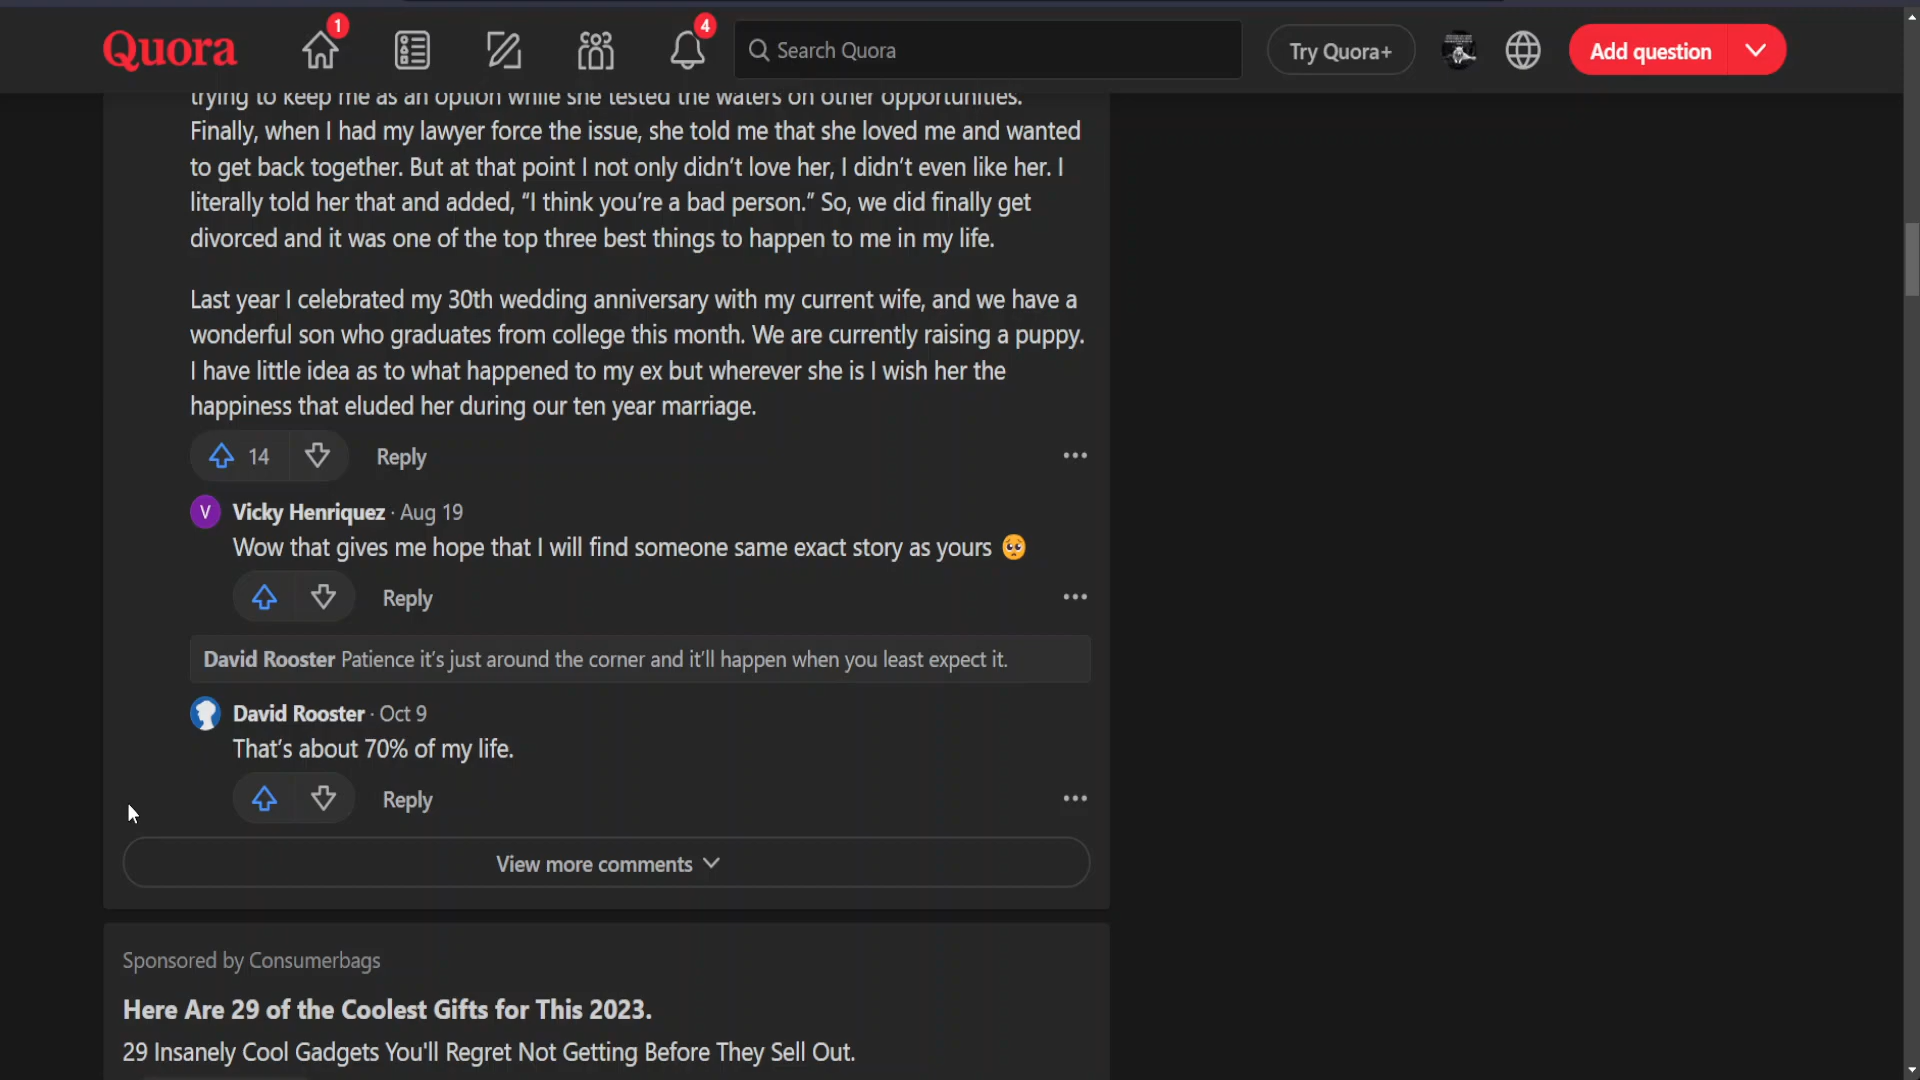 Quora
1
4
Search Quora
Try Quora+
Add question
trying to keep me as an option while she tested the waters on other opportunities.
Finally, when I had my lawyer force the issue, she told me that she loved me and wanted
to get back together. But at that point I not only didn’t love her, I didn’t even like her. I
literally told her that and added, “I think you’re a bad person.” So, we did finally get
divorced and it was one of the top three best things to happen to me in my life.
Last year I celebrated my 30th wedding anniversary with my current wife, and we have a
wonderful son who graduates from college this month. We are currently raising a puppy.
I have little idea as to what happened to my ex but wherever she is I wish her the
happiness that eluded her during our ten year marriage.
14
Reply
V
Vicky Henriquez · Aug 19
Wow that gives me hope that I will find someone same exact story as yours 🥺
Reply
David Rooster Patience it’s just around the corner and it’ll happen when you least expect it.
David Rooster · Oct 9
That’s about 70% of my life.
Reply
View more comments
Sponsored by Consumerbags
Here Are 29 of the Coolest Gifts for This 2023.
29 Insanely Cool Gadgets You'll Regret Not Getting Before They Sell Out.